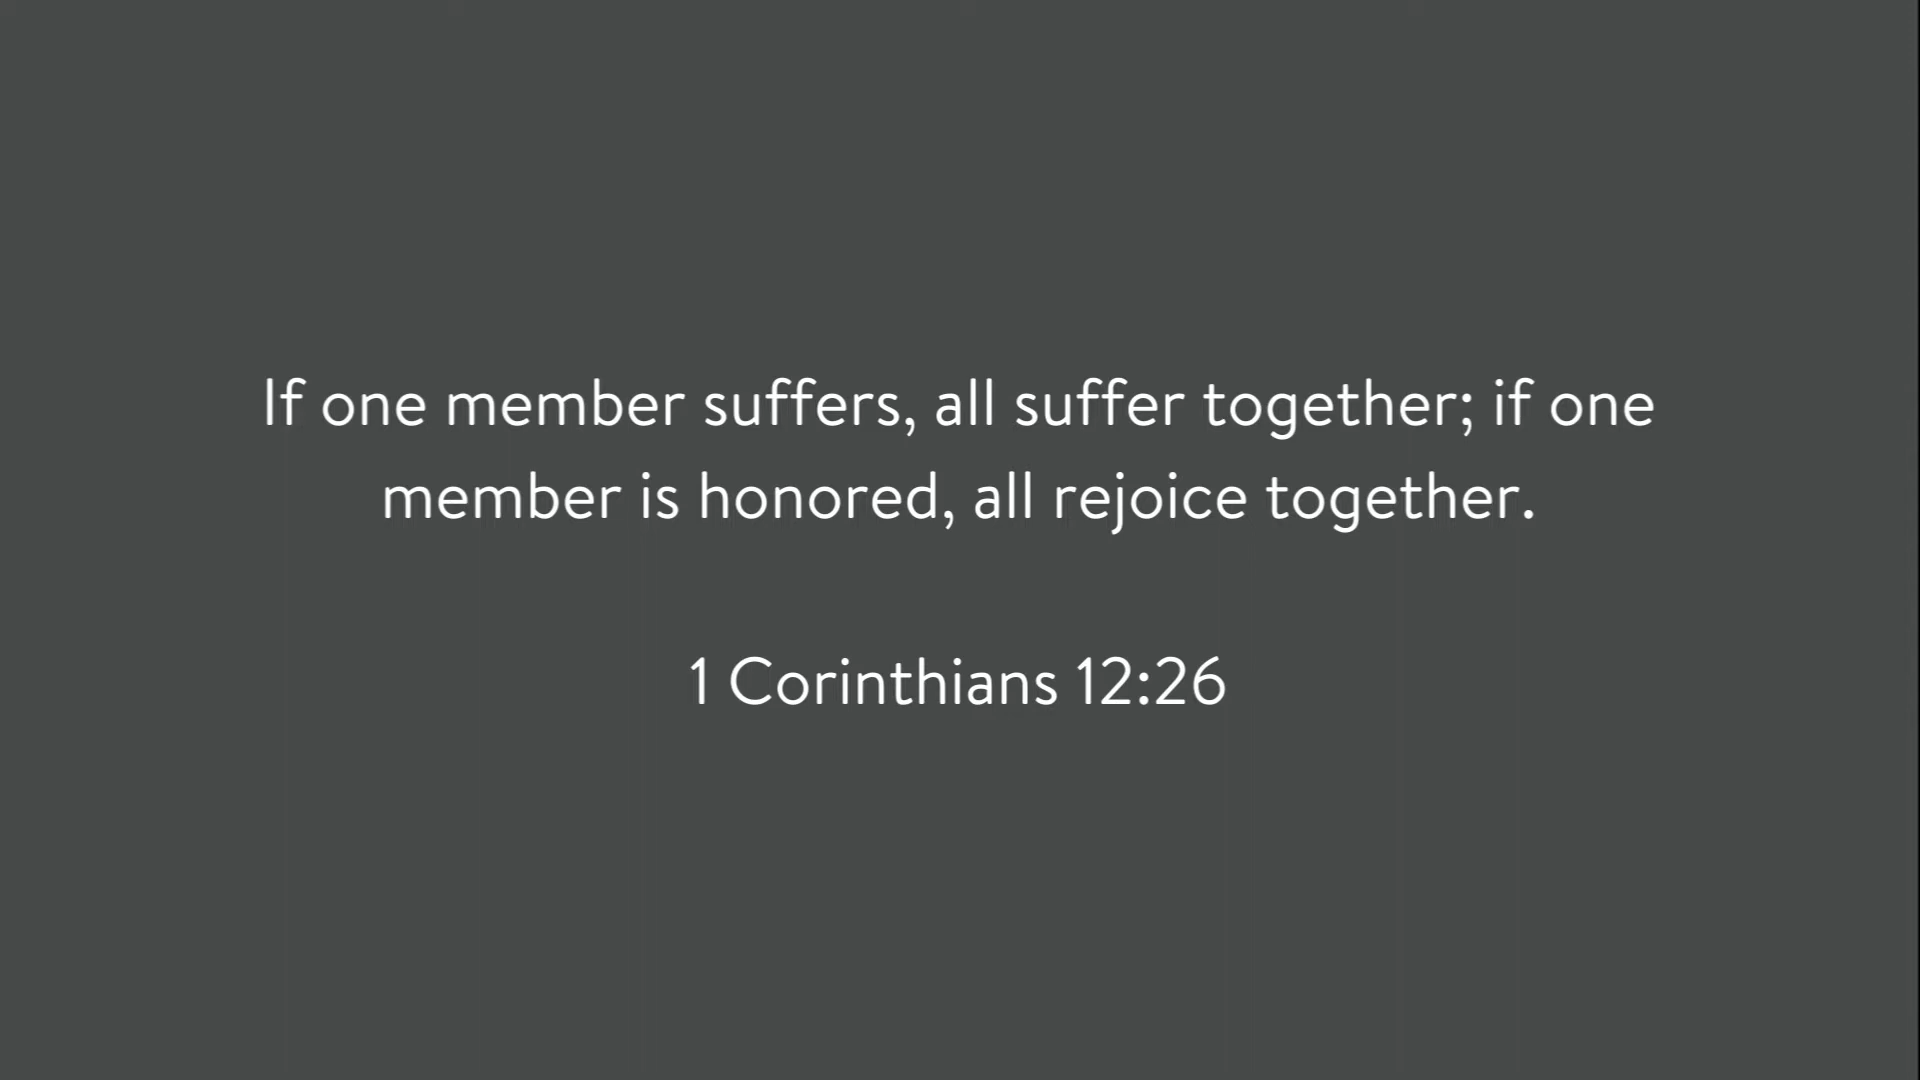 If one member suffers, all suffer together; if one
member is honored, all rejoice together.
1 Corinthians 12:26